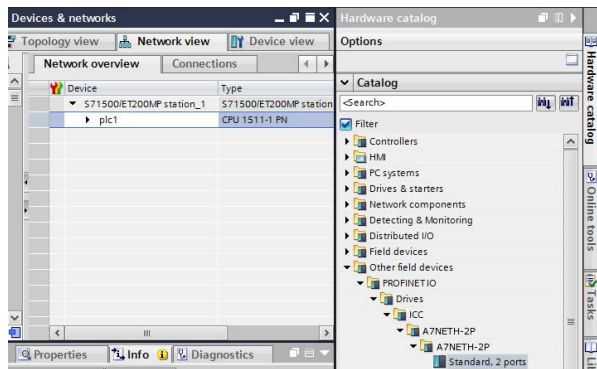 Devices & networks
Topology view
Network view
Device view
Network overview
Connections
Device
Type
S71500/ET200MP station_1
S71500/ET200MP station
plc1
CPU 1511-1 PN
Properties
Info
Diagnostics
Hardware catalog
Options
Catalog
<Search>
Filter
Controllers
HMI
PC systems
Drives & starters
Network components
Detecting & Monitoring
Distributed I/O
Field devices
Other field devices
PROFINET IO
Drives
ICC
A7NETH-2P
A7NETH-2P
Standard, 2 ports
Hardware catalog
Online tools
Tasks